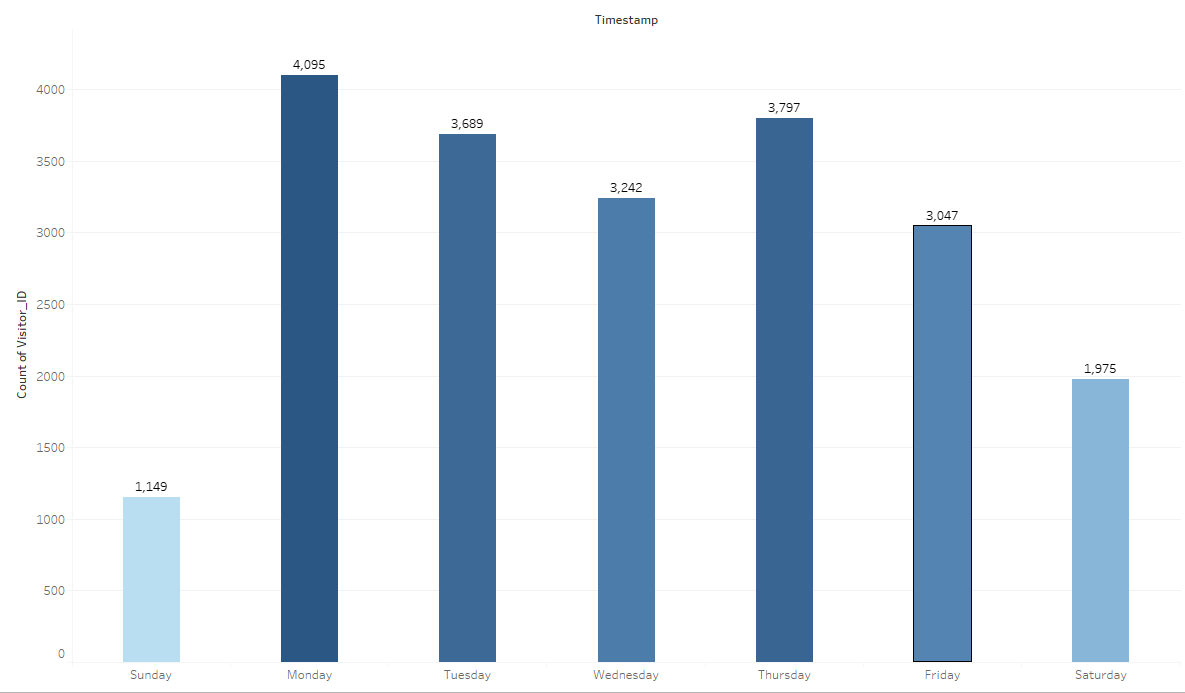 Timestamp
Count of Visitor_ID
4000
3500
3000
2500
2000
1500
1000
500
0
1,149
4,095
3,689
3,242
3,797
3,047
1,975
Sunday
Monday
Tuesday
Wednesday
Thursday
Friday
Saturday